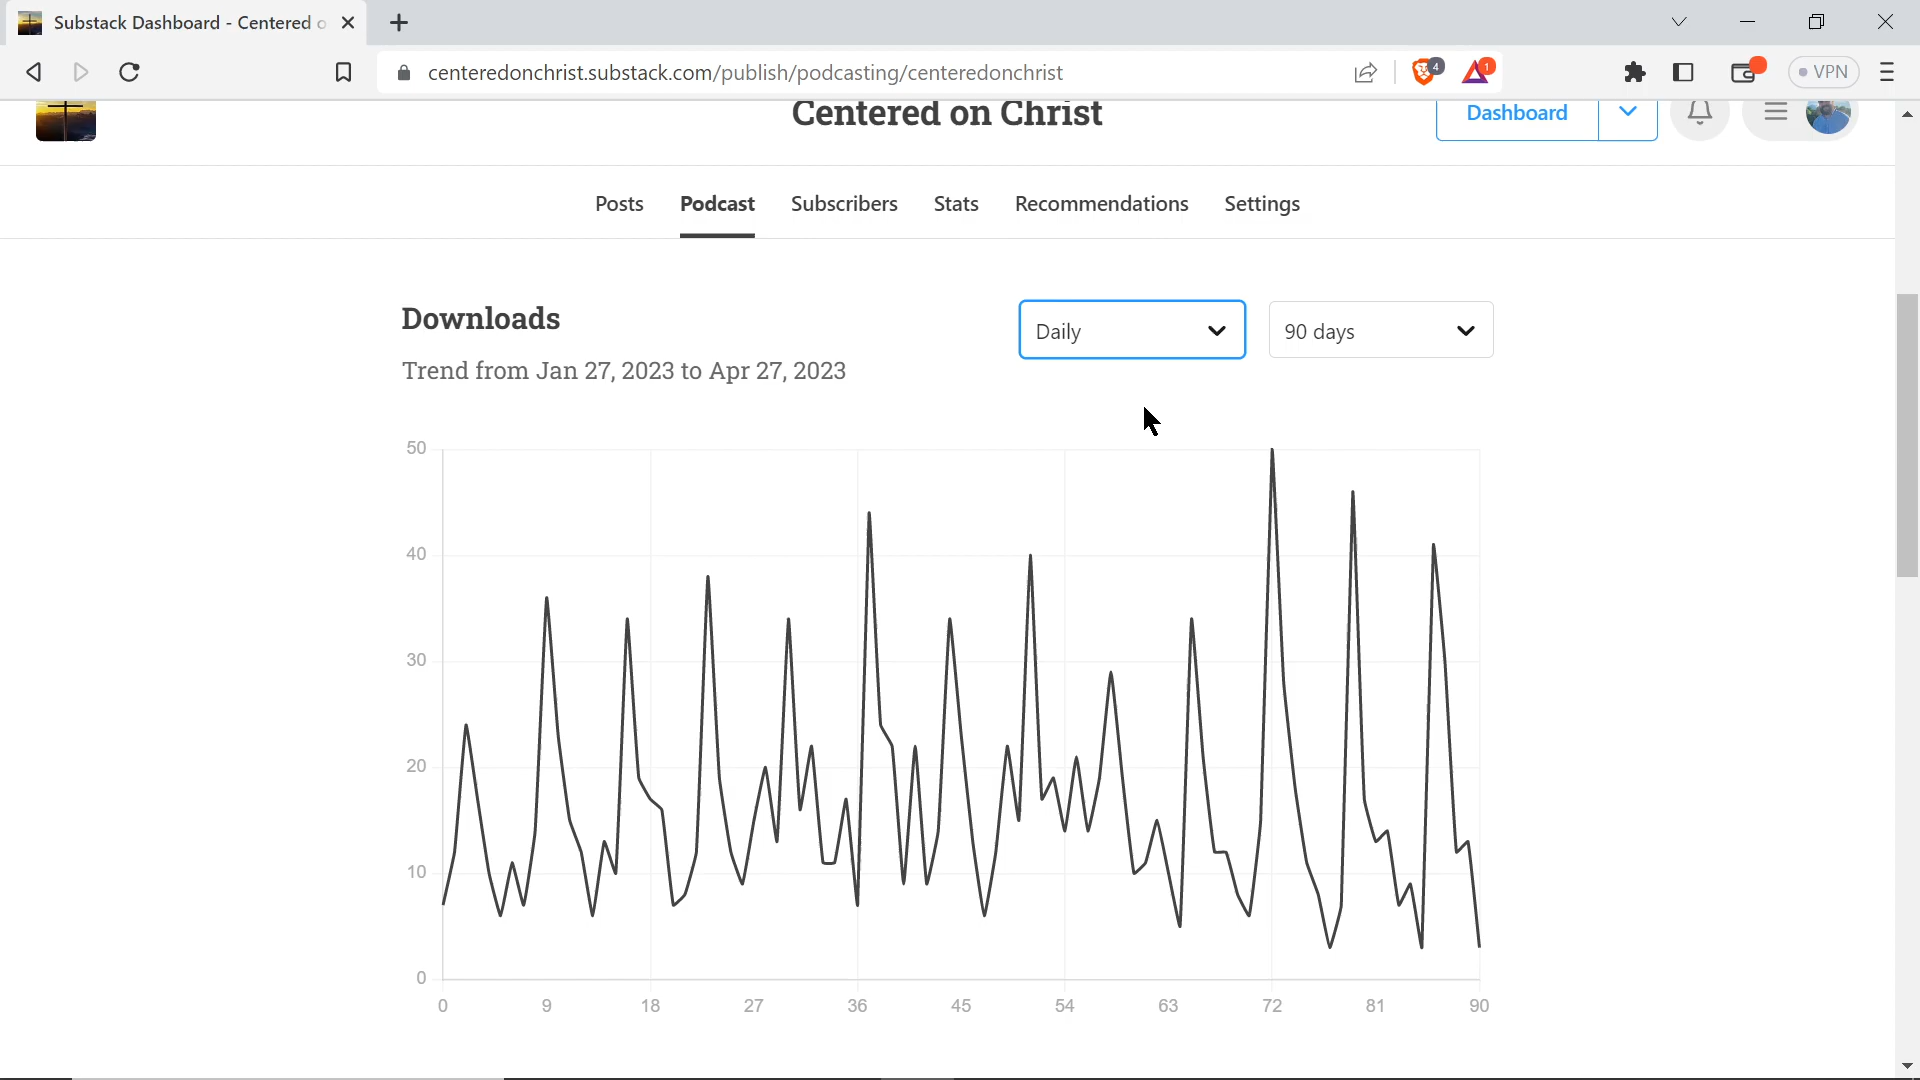 Substack Dashboard - Centered o
centeredonchrist.substack.com/publish/podcasting/centeredonchrist
4
1
VPN
Centered on Christ
Dashboard
Posts
Podcast
Subscribers
Stats
Recommendations
Settings
Downloads
Daily
90 days
Trend from Jan 27, 2023 to Apr 27, 2023
50
40
30
20
10
0
0
9
18
27
36
45
54
63
72
81
90